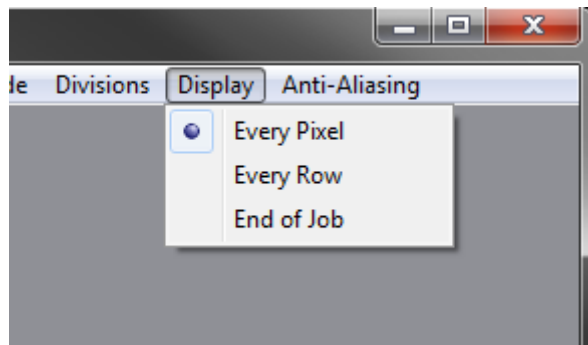 de Divisions Display Anti-Aliasing
Every Pixel
Every Row
End of Job